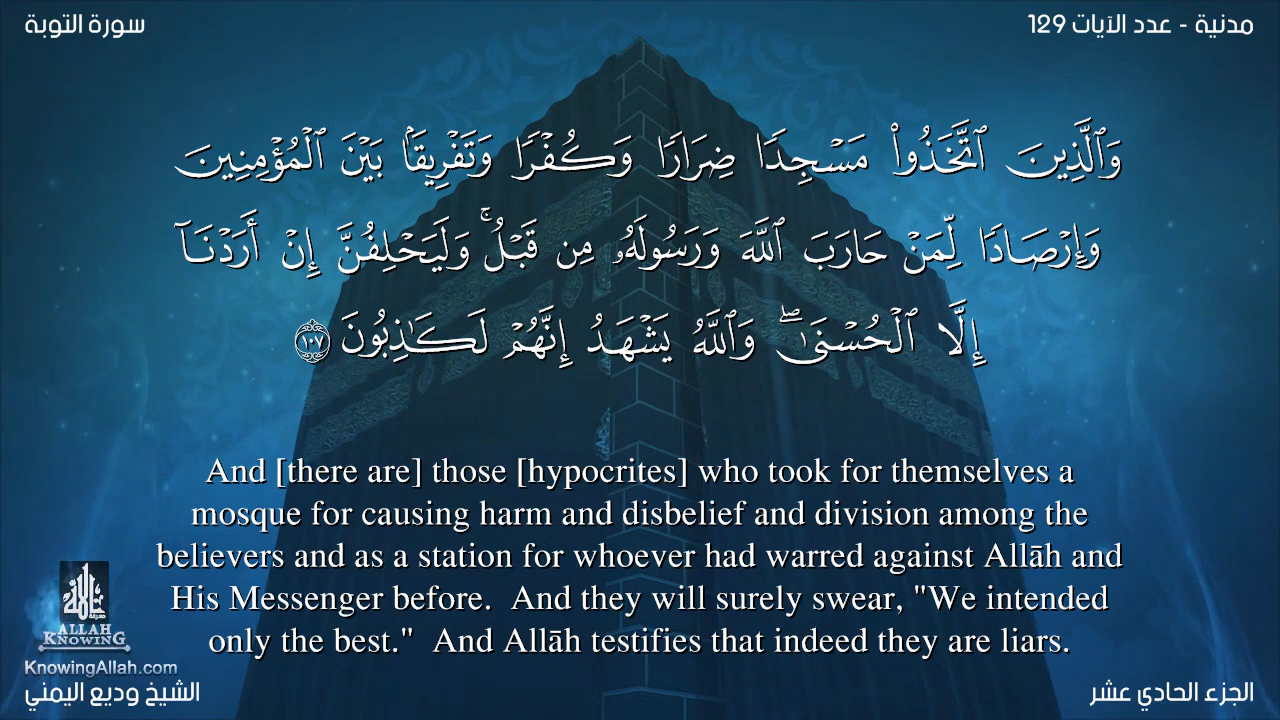 مدنية - عدد الآيات 129
سورة التوبة
وَٱلَّذِينَ ٱتَّخَذُوا۟ مَسْجِدًا ضِرَارًا وَكُفْرًا وَتَفْرِيقًۢا بَيْنَ ٱلْمُؤْمِنِينَ
وَإِرْصَادًا لِّمَنْ حَارَبَ ٱللَّهَ وَرَسُولَهُۥ مِن قَبْلُ ۚ وَلَيَحْلِفُنَّ إِنْ أَرَدْنَآ
إِلَّا ٱلْحُسْنَىٰ ۖ وَٱللَّهُ يَشْهَدُ إِنَّهُمْ لَكَـٰذِبُونَ ١٠٧
And [there are] those [hypocrites] who took for themselves a
mosque for causing harm and disbelief and division among the
believers and as a station for whoever had warred against Allāh and
His Messenger before.  And they will surely swear, "We intended
only the best."  And Allāh testifies that indeed they are liars.
ALLAH
KNOWING
KnowingAllah.com
الشيخ وديع اليمني
الجزء الحادي عشر